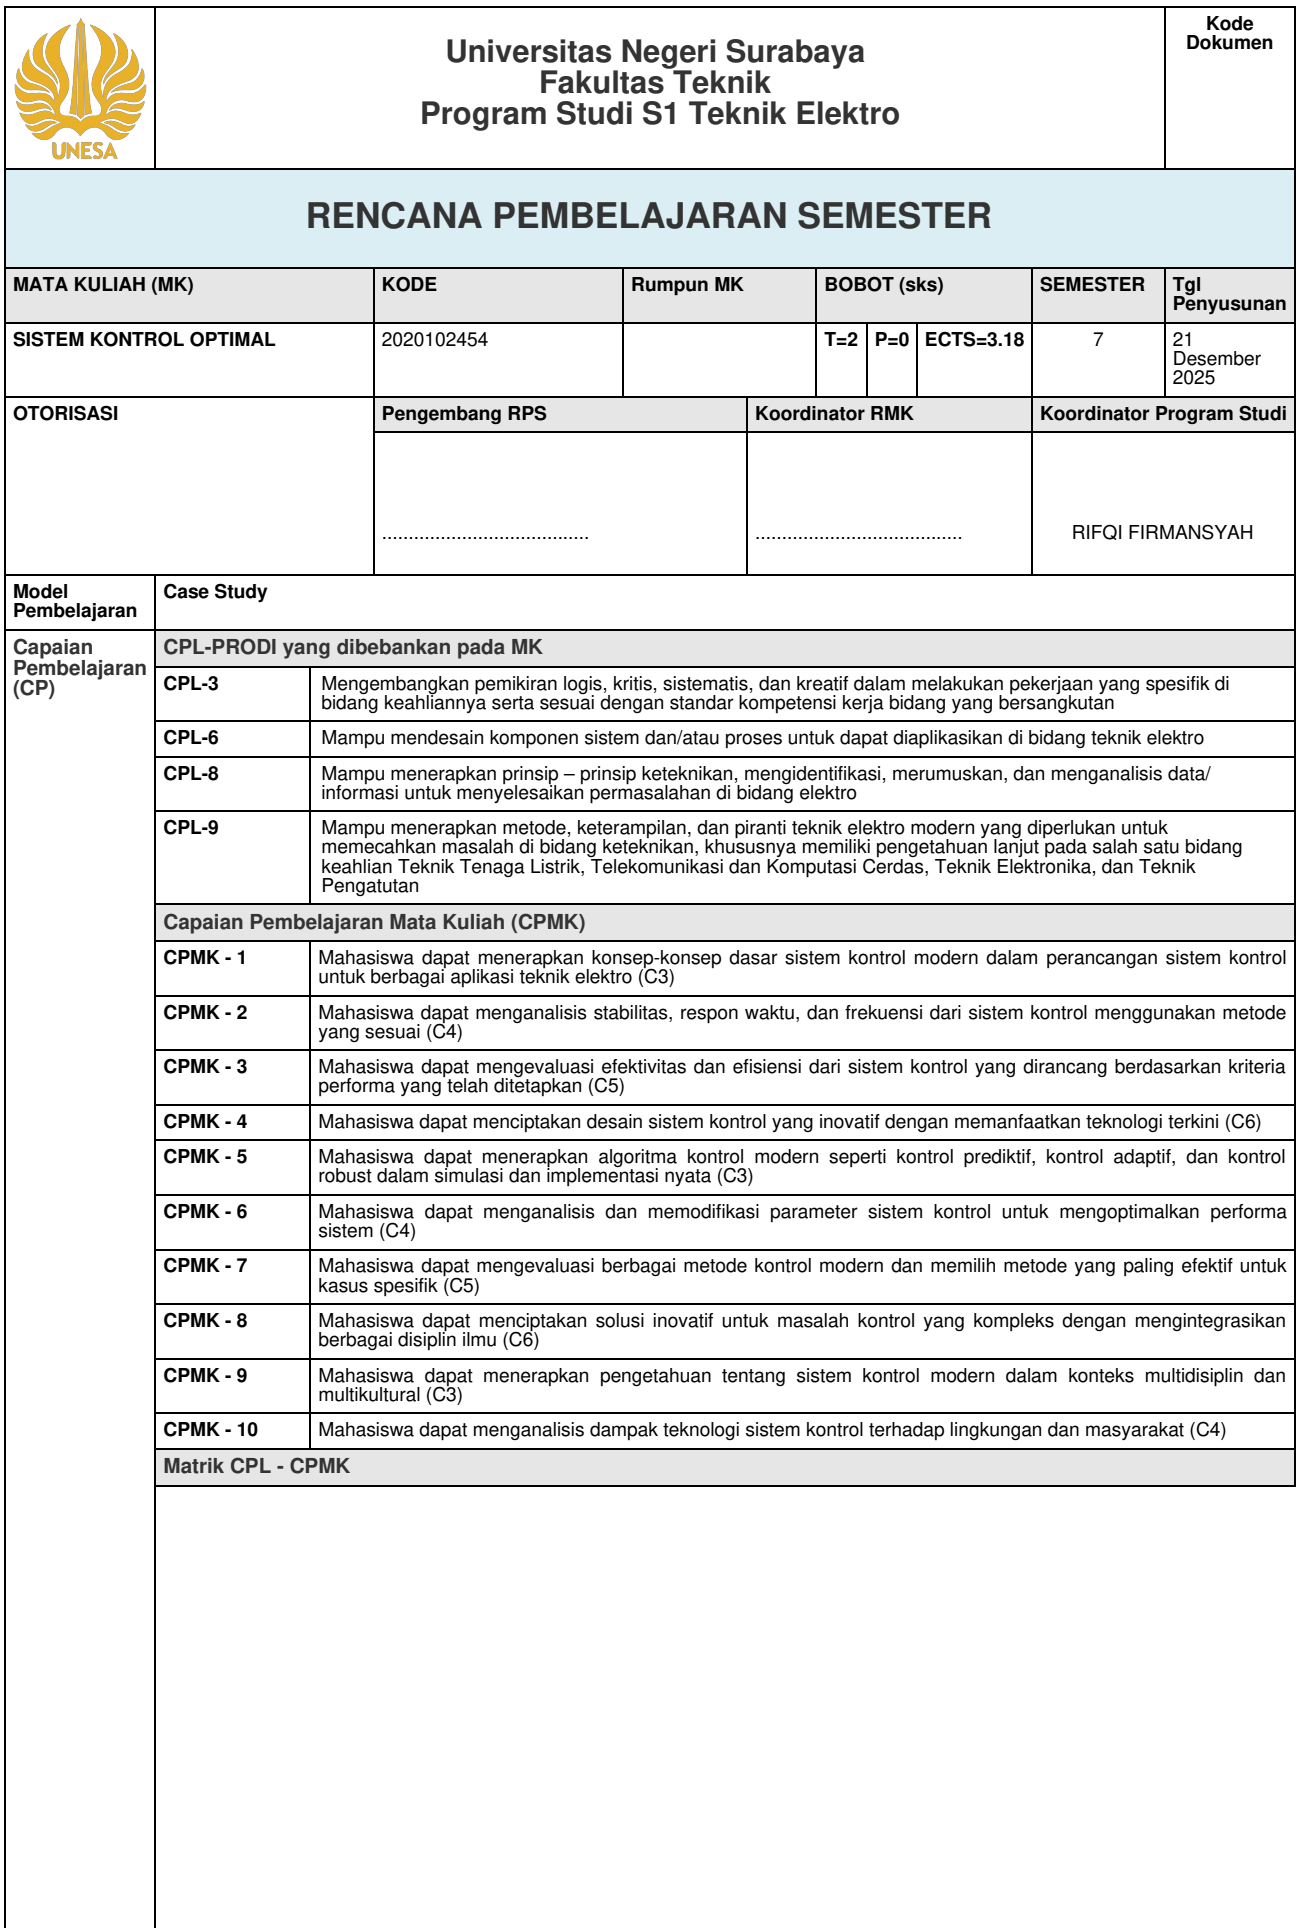 UNESA
Universitas Negeri Surabaya
Fakultas Teknik
Program Studi S1 Teknik Elektro
Kode
Dokumen
RENCANA PEMBELAJARAN SEMESTER
MATA KULIAH (MK)
KODE
Rumpun MK
BOBOT (sks)
SEMESTER
Tgl
Penyusunan
SISTEM KONTROL OPTIMAL
2020102454
T=2
P=0
ECTS=3.18
7
21
Desember
2025
OTORISASI
Pengembang RPS
Koordinator RMK
Koordinator Program Studi
.......................................
.......................................
RIFQI FIRMANSYAH
Model
Pembelajaran
Case Study
Capaian
Pembelajaran
(CP)
CPL-PRODI yang dibebankan pada MK
CPL-3
Mengembangkan pemikiran logis, kritis, sistematis, dan kreatif dalam melakukan pekerjaan yang spesifik di
bidang keahliannya serta sesuai dengan standar kompetensi kerja bidang yang bersangkutan
CPL-6
Mampu mendesain komponen sistem dan/atau proses untuk dapat diaplikasikan di bidang teknik elektro
CPL-8
Mampu menerapkan prinsip – prinsip keteknikan, mengidentifikasi, merumuskan, dan menganalisis data/
informasi untuk menyelesaikan permasalahan di bidang elektro
CPL-9
Mampu menerapkan metode, keterampilan, dan piranti teknik elektro modern yang diperlukan untuk
memecahkan masalah di bidang keteknikan, khususnya memiliki pengetahuan lanjut pada salah satu bidang
keahlian Teknik Tenaga Listrik, Telekomunikasi dan Komputasi Cerdas, Teknik Elektronika, dan Teknik
Pengatutan
Capaian Pembelajaran Mata Kuliah (CPMK)
CPMK - 1
Mahasiswa dapat menerapkan konsep-konsep dasar sistem kontrol modern dalam perancangan sistem kontrol
untuk berbagai aplikasi teknik elektro (C3)
CPMK - 2
Mahasiswa dapat menganalisis stabilitas, respon waktu, dan frekuensi dari sistem kontrol menggunakan metode
yang sesuai (C4)
CPMK - 3
Mahasiswa dapat mengevaluasi efektivitas dan efisiensi dari sistem kontrol yang dirancang berdasarkan kriteria
performa yang telah ditetapkan (C5)
CPMK - 4
Mahasiswa dapat menciptakan desain sistem kontrol yang inovatif dengan memanfaatkan teknologi terkini (C6)
CPMK - 5
Mahasiswa dapat menerapkan algoritma kontrol modern seperti kontrol prediktif, kontrol adaptif, dan kontrol
robust dalam simulasi dan implementasi nyata (C3)
CPMK - 6
Mahasiswa dapat menganalisis dan memodifikasi parameter sistem kontrol untuk mengoptimalkan performa
sistem (C4)
CPMK - 7
Mahasiswa dapat mengevaluasi berbagai metode kontrol modern dan memilih metode yang paling efektif untuk
kasus spesifik (C5)
CPMK - 8
Mahasiswa dapat menciptakan solusi inovatif untuk masalah kontrol yang kompleks dengan mengintegrasikan
berbagai disiplin ilmu (C6)
CPMK - 9
Mahasiswa dapat menerapkan pengetahuan tentang sistem kontrol modern dalam konteks multidisiplin dan
multikultural (C3)
CPMK - 10
Mahasiswa dapat menganalisis dampak teknologi sistem kontrol terhadap lingkungan dan masyarakat (C4)
Matrik CPL - CPMK